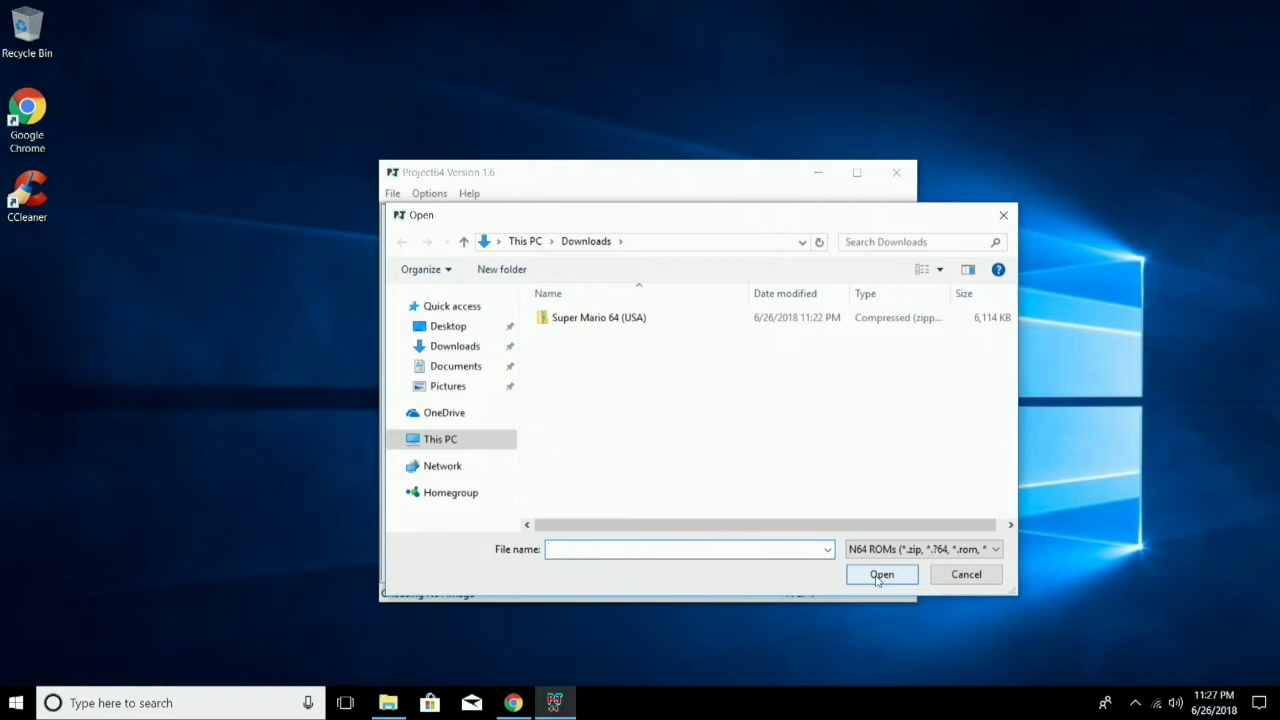 Recycle Bin
Google
Chrome
CCleaner
Project64 Version 1.6
File Options Help
Open
This PC > Downloads >
Search Downloads
Organize
New folder
Name
Date modified
Type
Size
Super Mario 64 (USA)
6/26/2018 11:22 PM
Compressed (zipp...
6,114 KB
Quick access
Desktop
Downloads
Documents
Pictures
OneDrive
This PC
Network
Homegroup
File name:
N64 ROMs (*.zip, *.?64, *.rom, *
Open
Cancel
Type here to search
11:27 PM
6/26/2018